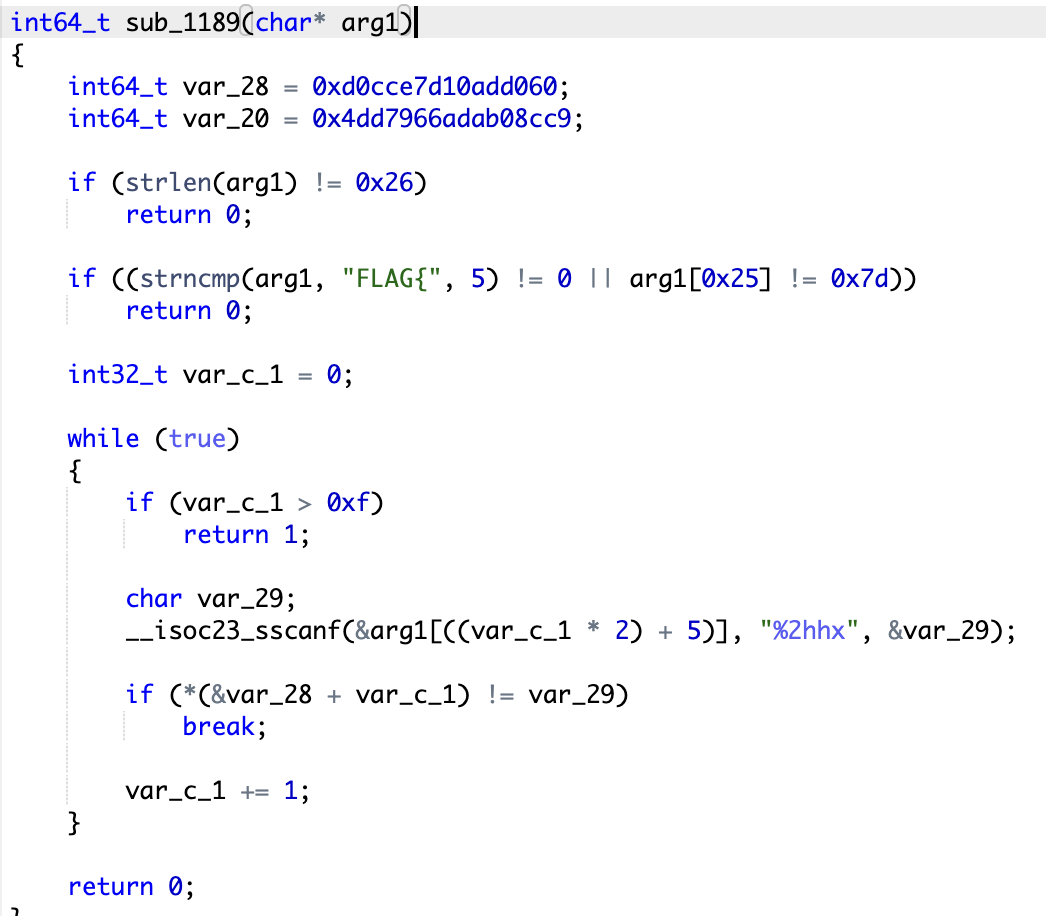 int64_t sub_1189(char* arg1)
{
    int64_t var_28 = 0xd0cce7d10add060;
    int64_t var_20 = 0x4dd7966adab08cc9;

    if (strlen(arg1) != 0x26)
        return 0;

    if ((strncmp(arg1, "FLAG{", 5) != 0 || arg1[0x25] != 0x7d))
        return 0;

    int32_t var_c_1 = 0;

    while (true)
    {
        if (var_c_1 > 0xf)
            return 1;

        char var_29;
        __isoc23_sscanf(&arg1[((var_c_1 * 2) + 5)], "%2hhx", &var_29);

        if (*(&var_28 + var_c_1) != var_29)
            break;

        var_c_1 += 1;
    }

    return 0;
}